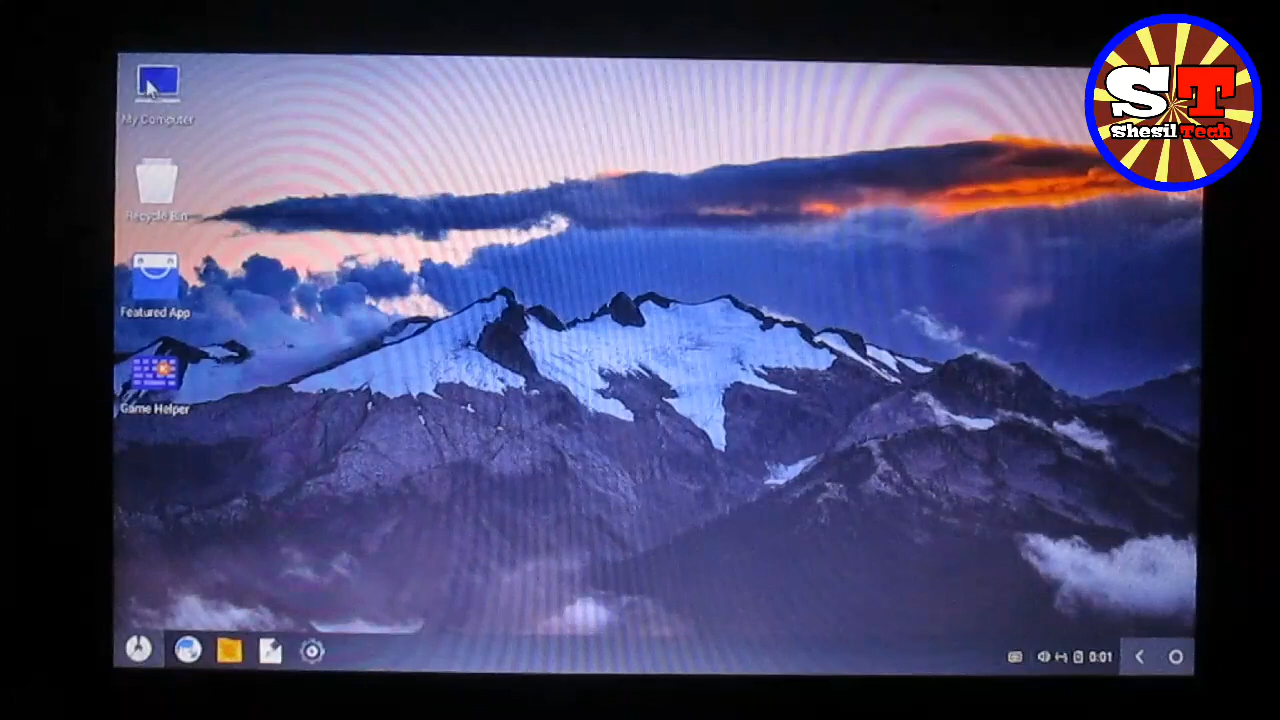 My Computer
Recycle Bin
Featured App
Game Helper
0:01
ST
Shesil Tech
K